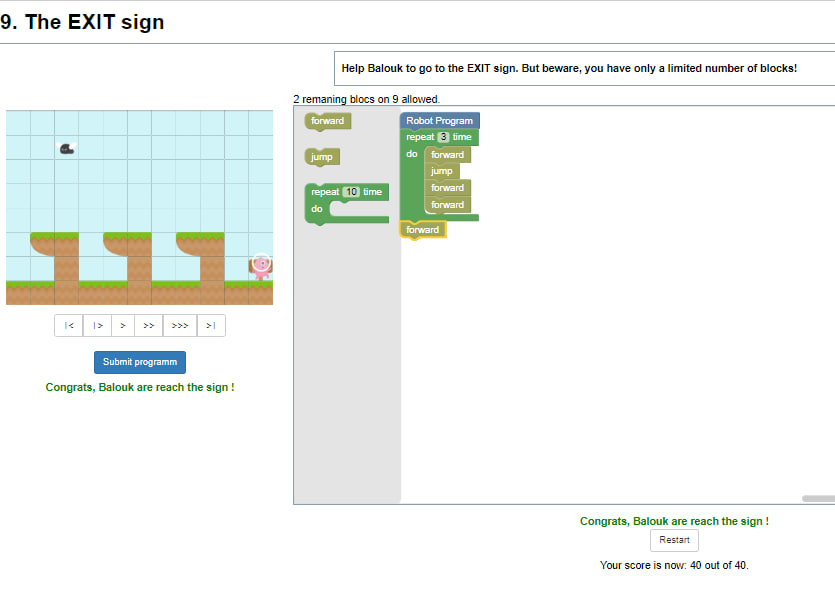 9. The EXIT sign
Help Balouk to go to the EXIT sign. But beware, you have only a limited number of blocks!
2 remaning blocs on 9 allowed.
forward
jump
repeat 10 time
do
Robot Program
repeat 3 time
do forward
jump
forward
forward
forward
|< |> > >> >>> >|
Submit programm
Congrats, Balouk are reach the sign !
Congrats, Balouk are reach the sign !
Restart
Your score is now: 40 out of 40.